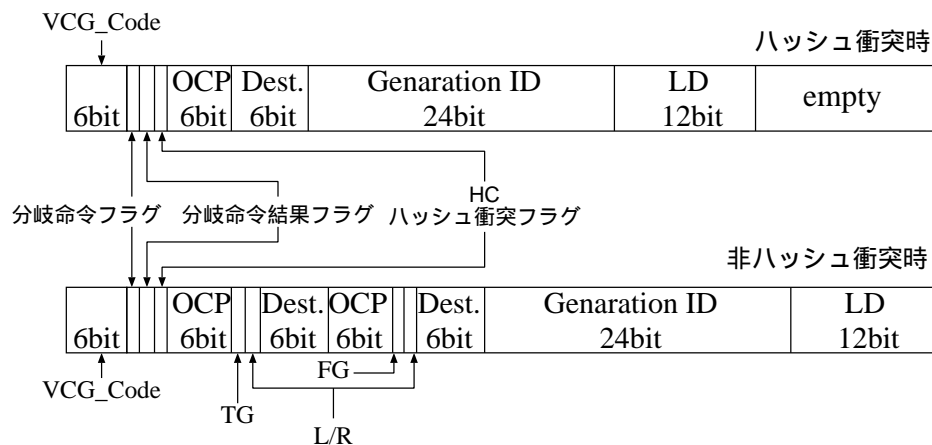 VCG_Code
ハッシュ衝突時
OCP Dest. Genaration ID LD empty
6bit 6bit 6bit 24bit 12bit
HC
分岐命令フラグ 分岐命令結果フラグ ハッシュ衝突フラグ
非ハッシュ衝突時
OCP Dest. OCP Dest. Genaration ID LD
6bit 6bit 6bit 6bit 6bit 24bit 12bit
VCG_Code FG
TG
L/R